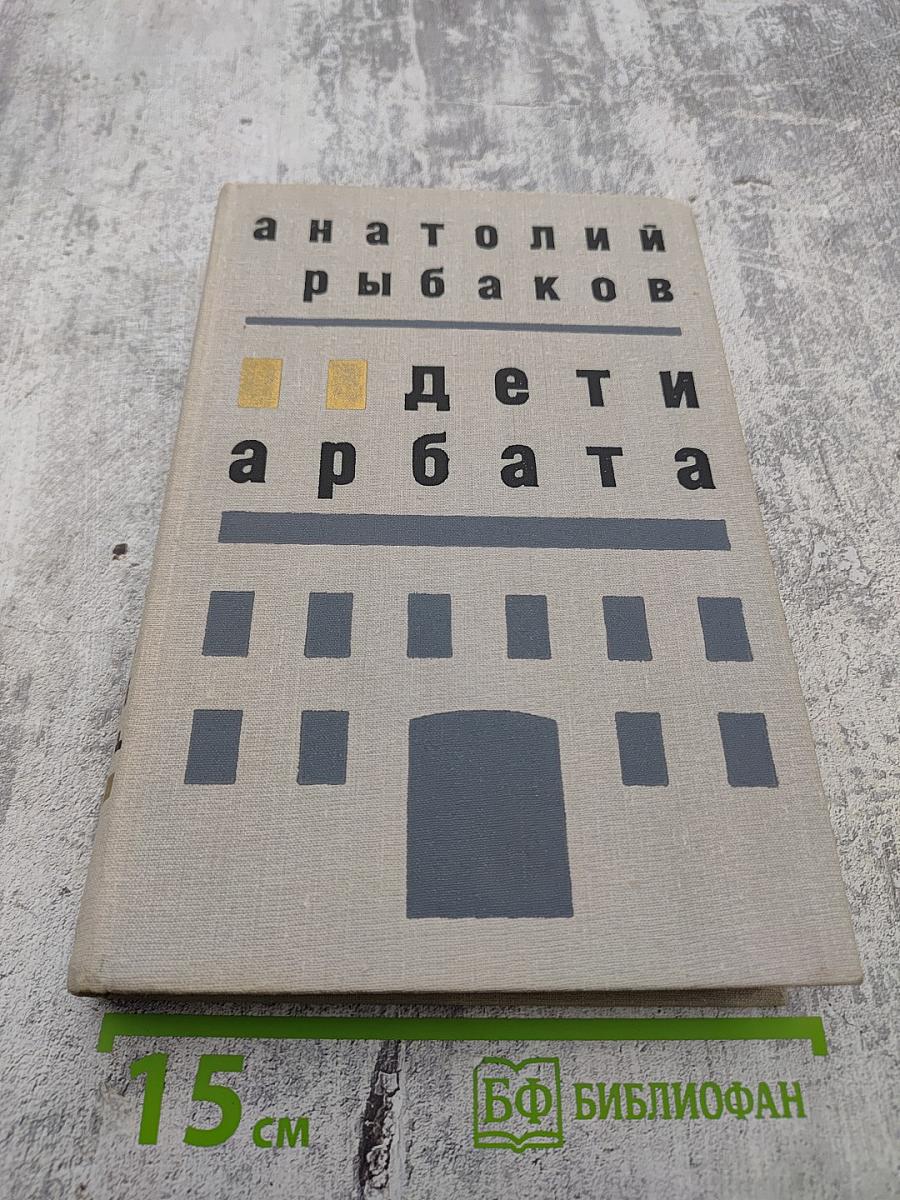 анатолий
рыбаков
дети
арбата
15 см
БФ БИБЛИОФАН